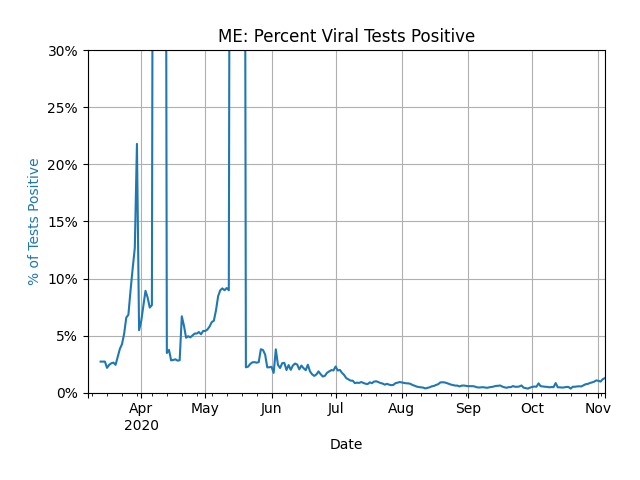 ME: Percent Viral Tests Positive
30%
25%
20%
15%
10%
5%
0%
% of Tests Positive
Apr
2020
May
Jun
Jul
Aug
Sep
Oct
Nov
Date